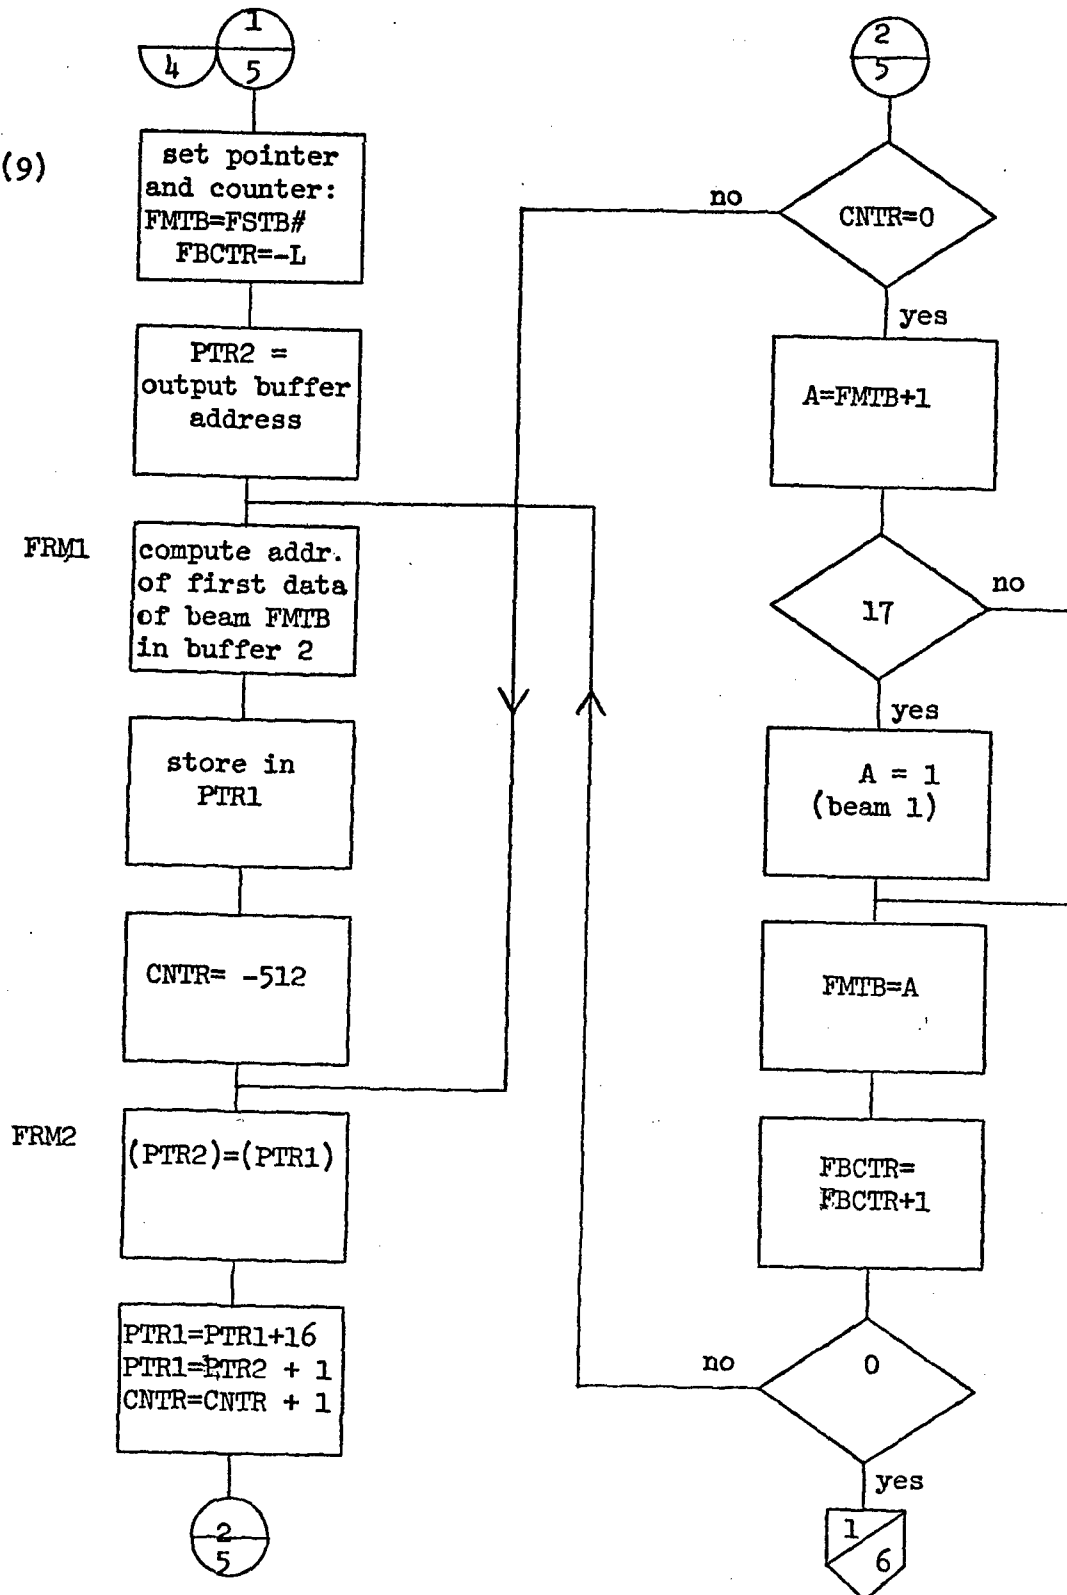 1
4
5
(9)
set pointer
and counter:
FMTB=FSTB#
FBCTR=-L
PTR2 =
output buffer
address
FRM1
compute addr.
of first data
of beam FMTB
in buffer 2
store in
PTR1
CNTR= -512
FRM2
(PTR2)=(PTR1)
PTR1=PTR1+16
PTR1=PTR2 + 1
CNTR=CNTR + 1
2
5
2
5
no
CNTR=0
yes
A=FMTB+1
no
17
yes
A = 1
(beam 1)
FMTB=A
FBCTR=
FBCTR+1
no
0
yes
1
6